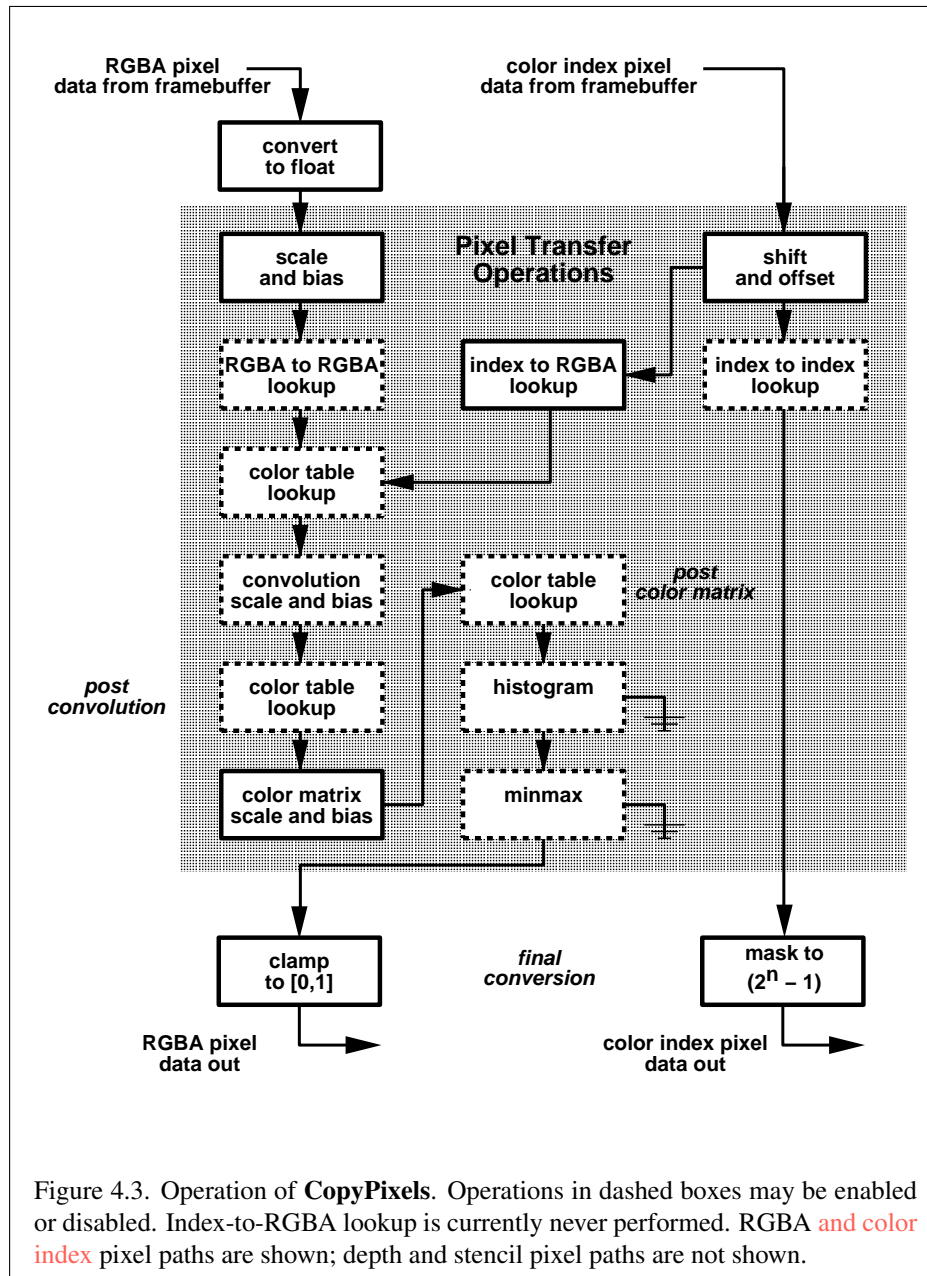 RGBA pixel
data from framebuffer
color index pixel
data from framebuffer
convert
to float
Pixel Transfer
Operations
scale
and bias
shift
and offset
RGBA to RGBA
lookup
index to RGBA
lookup
index to index
lookup
color table
lookup
convolution
scale and bias
color table
lookup
post
color matrix
post
convolution
color table
lookup
histogram
color matrix
scale and bias
minmax
clamp
to [0,1]
final
conversion
mask to
(2^n − 1)
RGBA pixel
data out
color index pixel
data out
Figure 4.3. Operation of CopyPixels. Operations in dashed boxes may be enabled
or disabled. Index-to-RGBA lookup is currently never performed. RGBA and color
index pixel paths are shown; depth and stencil pixel paths are not shown.